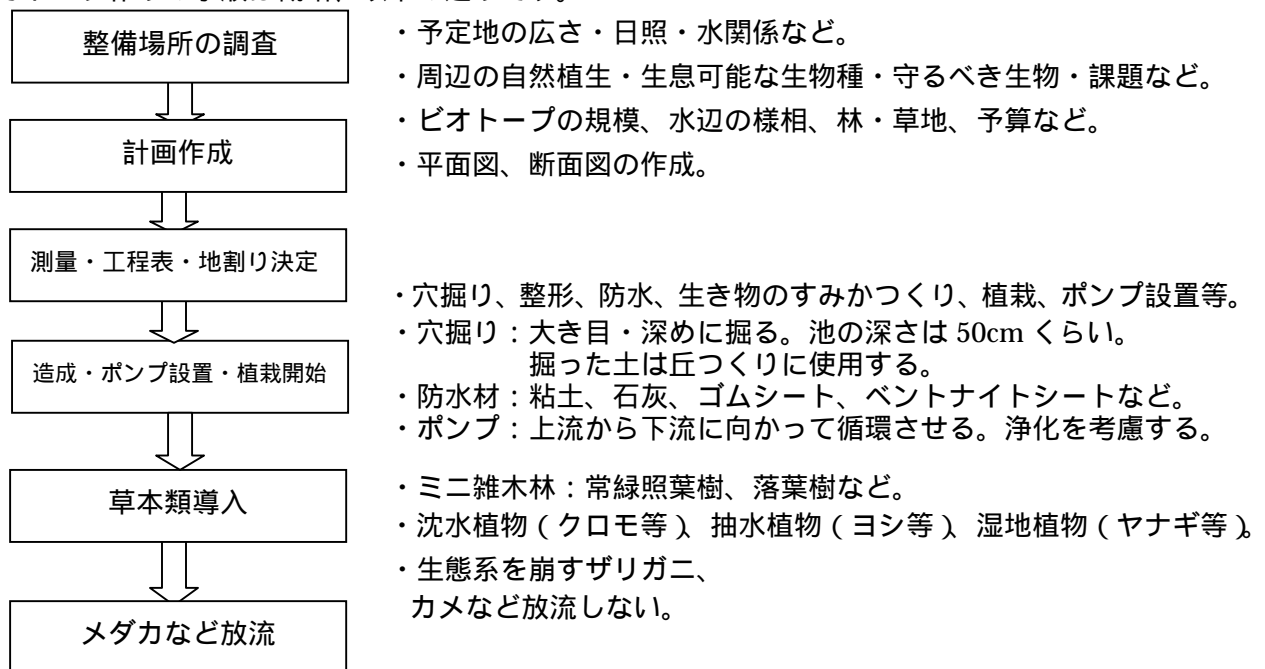 整備場所の調査
・予定地の広さ・日照・水関係など。
・周辺の自然植生・生息可能な生物種・守るべき生物・課題など。
計画作成
・ビオトープの規模、水辺の様相、林・草地、予算など。
・平面図、断面図の作成。
測量・工程表・地割り決定
造成・ポンプ設置・植栽開始
・穴掘り、整形、防水、生き物のすみかつくり、植栽、ポンプ設置等。
・穴掘り：大き目・深めに掘る。池の深さは 50cm くらい。
掘った土は丘つくりに使用する。
・防水材：粘土、石灰、ゴムシート、ベントナイトシートなど。
・ポンプ：上流から下流に向かって循環させる。浄化を考慮する。
草本類導入
・ミニ雑木林：常緑照葉樹、落葉樹など。
・沈水植物（クロモ等）、抽水植物（ヨシ等）、湿地植物（ヤナギ等）。
メダカなど放流
・生態系を崩すザリガニ、
カメなど放流しない。